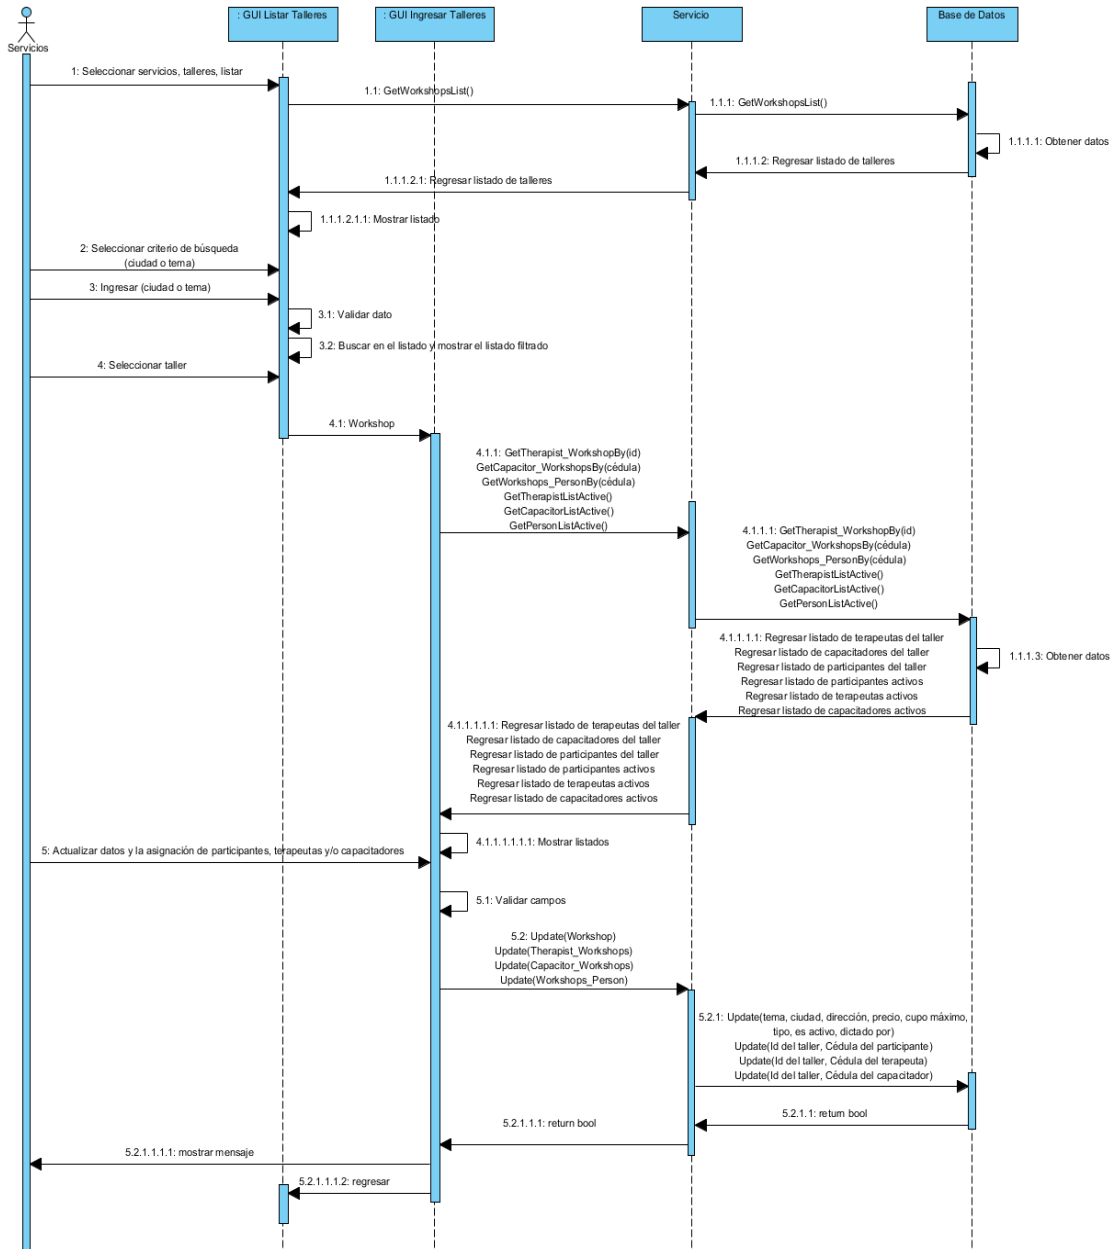 : GUI Listar Talleres
: GUI Ingresar Talleres
Servicio
Base de Datos
Servicios
1: Seleccionar servicios, talleres, listar
1.1: GetWorkshopsList()
1.1.1: GetWorkshopsList()
1.1.1.1: Obtener datos
1.1.1.2: Regresar listado de talleres
1.1.1.2.1: Regresar listado de talleres
1.1.1.2.1.1: Mostrar listado
2: Seleccionar criterio de búsqueda
(ciudad o tema)
3: Ingresar (ciudad o tema)
3.1: Validar dato
3.2: Buscar en el listado y mostrar el listado filtrado
4: Seleccionar taller
4.1: Workshop
4.1.1: GetTherapist_WorkshopBy(id)
GetCapacitor_WorkshopsBy(cédula)
GetWorkshops_PersonBy(cédula)
GetTherapistListActive()
GetCapacitorListActive()
GetPersonListActive()
4.1.1.1: GetTherapist_WorkshopBy(id)
GetCapacitor_WorkshopsBy(cédula)
GetWorkshops_PersonBy(cédula)
GetTherapistListActive()
GetCapacitorListActive()
GetPersonListActive()
4.1.1.1.1: Regresar listado de terapeutas del taller
Regresar listado de capacitadores del taller
Regresar listado de participantes del taller
Regresar listado de participantes activos
Regresar listado de terapeutas activos
Regresar listado de capacitadores activos
1.1.1.3: Obtener datos
4.1.1.1.1.1: Regresar listado de terapeutas del taller
Regresar listado de capacitadores del taller
Regresar listado de participantes del taller
Regresar listado de participantes activos
Regresar listado de terapeutas activos
Regresar listado de capacitadores activos
4.1.1.1.1.1.1: Mostrar listados
5: Actualizar datos y la asignación de participantes, terapeutas y/o capacitadores
5.1: Validar campos
5.2: Update(Workshop)
Update(Therapist_Workshops)
Update(Capacitor_Workshops)
Update(Workshops_Person)
5.2.1: Update(tema, ciudad, dirección, precio, cupo máximo,
tipo, es activo, dictado por)
Update(Id del taller, Cédula del participante)
Update(Id del taller, Cédula del terapeuta)
Update(Id del taller, Cédula del capacitador)
5.2.1.1: return bool
5.2.1.1.1: return bool
5.2.1.1.1.1: mostrar mensaje
5.2.1.1.1.2: regresar